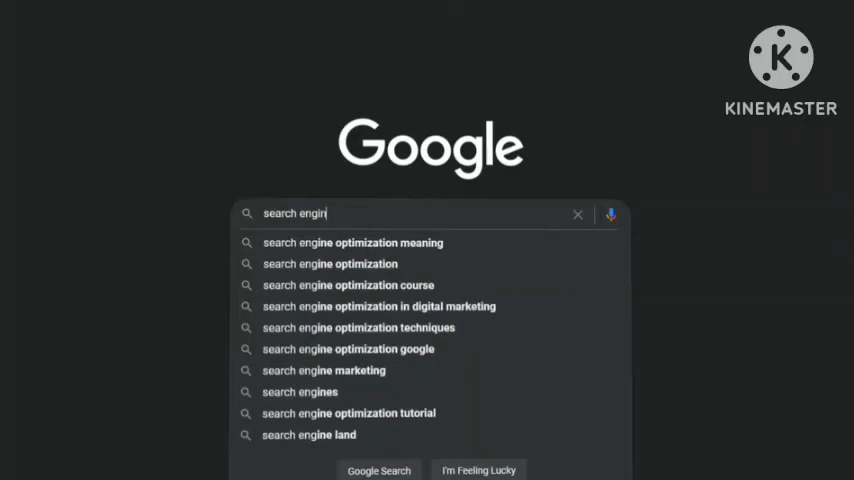 K
KINEMASTER
Google
search engin
search engine optimization meaning
search engine optimization
search engine optimization course
search engine optimization in digital marketing
search engine optimization techniques
search engine optimization google
search engine marketing
search engines
search engine optimization tutorial
search engine land
Google Search
I'm Feeling Lucky